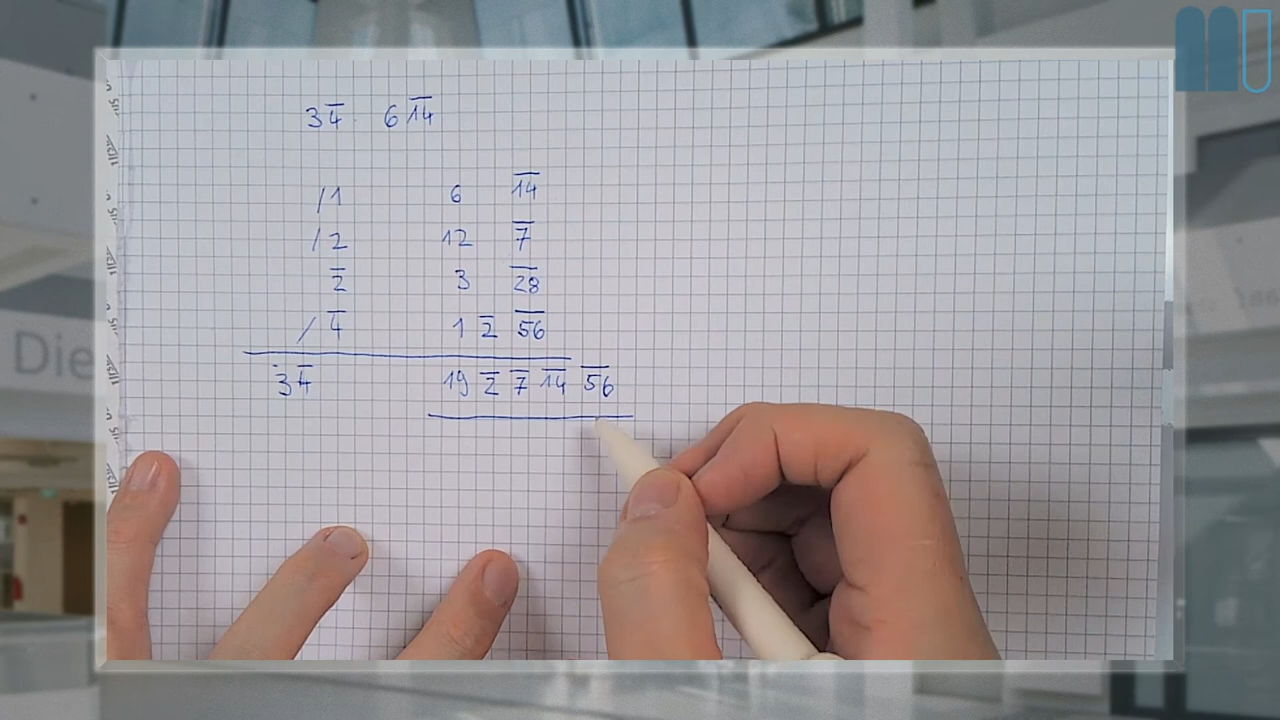 3 4̅ · 6 1̅4̅
/1 6 1̅4̅
/2 12 7̅
2̅ 3 2̅8̅
/ 4̅ 1 2̅ 5̅6̅
3 4̅ 19 2̅ 7̅ 1̅4̅ 5̅6̅
Die